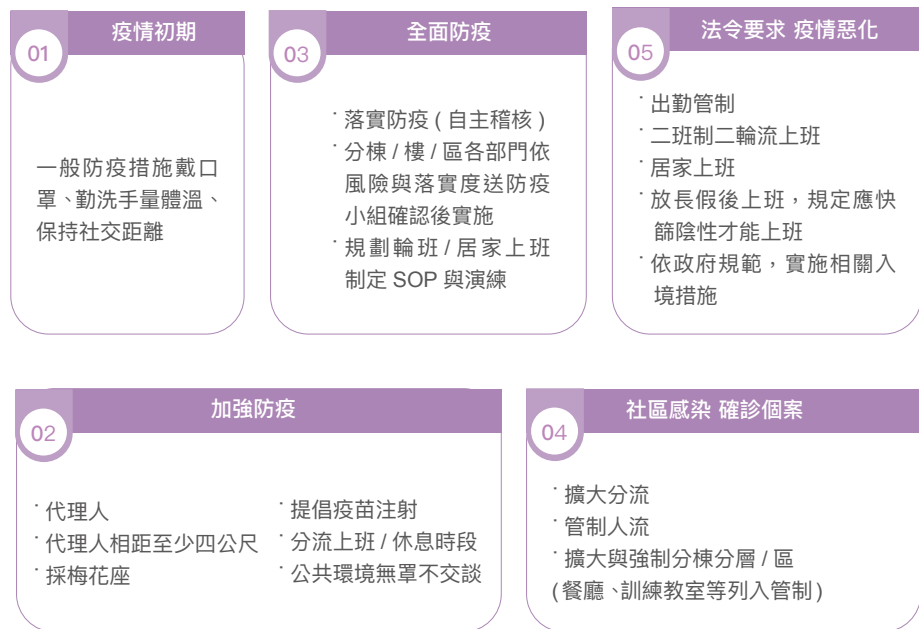 01
疫情初期
一般防疫措施戴口
罩、勤洗手量體溫、
保持社交距離
03
全面防疫
˙落實防疫 ( 自主稽核 )
˙分棟 / 樓 / 區各部門依
風險與落實度送防疫
小組確認後實施
˙規劃輪班 / 居家上班
制定 SOP 與演練
05
法令要求 疫情惡化
˙出勤管制
˙二班制二輪流上班
˙居家上班
˙放長假後上班，規定應快
篩陰性才能上班
˙依政府規範，實施相關入
境措施
02
加強防疫
˙代理人
˙代理人相距至少四公尺
˙採梅花座
˙提倡疫苗注射
˙分流上班 / 休息時段
˙公共環境無罩不交談
04
社區感染 確診個案
˙擴大分流
˙管制人流
˙擴大與強制分棟分層 / 區
(餐廳、訓練教室等列入管制)